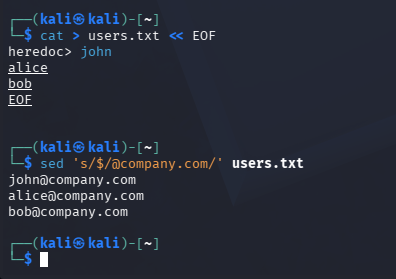 ┌──(kali㉿kali)-[~]
└─$ cat > users.txt << EOF
heredoc> john
alice
bob
EOF
┌──(kali㉿kali)-[~]
└─$ sed 's/$/@company.com/' users.txt
john@company.com
alice@company.com
bob@company.com
┌──(kali㉿kali)-[~]
└─$